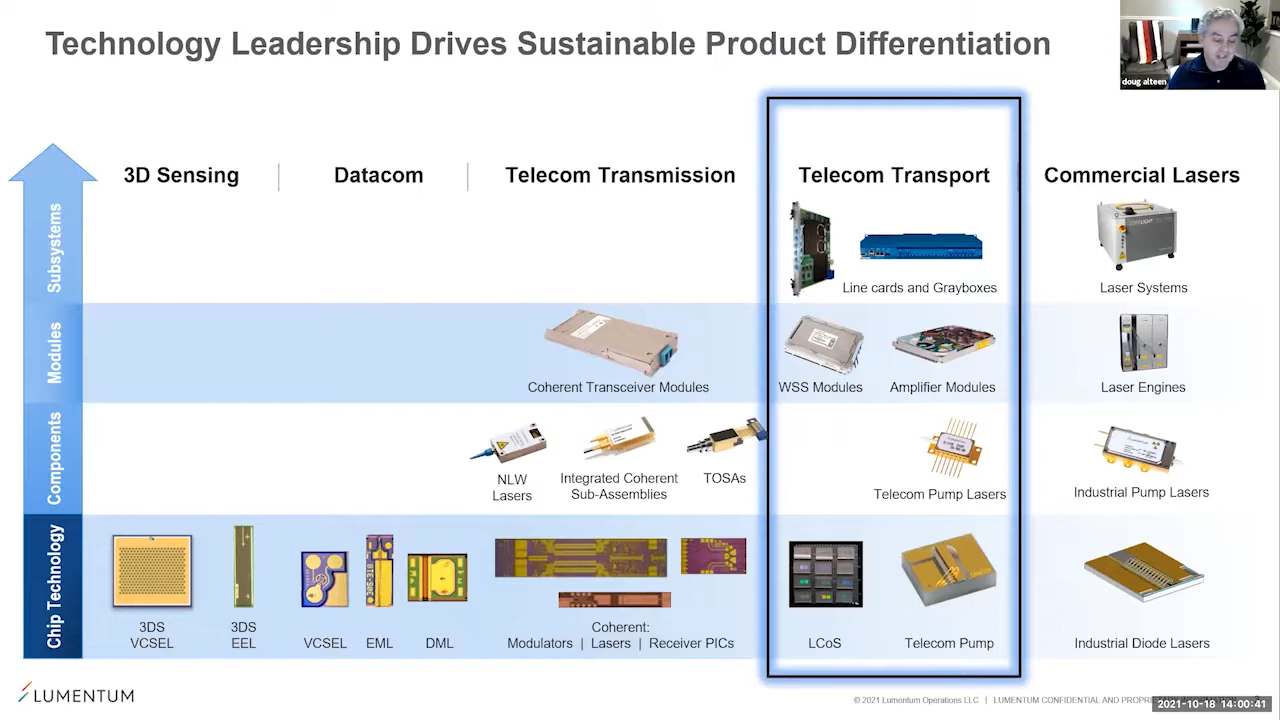 Technology Leadership Drives Sustainable Product Differentiation
doug alteen
3D Sensing
Datacom
Telecom Transmission
Telecom Transport
Commercial Lasers
Subsystems
Line cards and Grayboxes
Laser Systems
Modules
Coherent Transceiver Modules
WSS Modules
Amplifier Modules
Laser Engines
Components
NLW
Lasers
Integrated Coherent
Sub-Assemblies
TOSAs
Telecom Pump Lasers
Industrial Pump Lasers
Chip Technology
3DS
VCSEL
3DS
EEL
VCSEL
EML
DML
Coherent:
Modulators | Lasers | Receiver PICs
LCoS
Telecom Pump
Industrial Diode Lasers
LUMENTUM
© 2021 Lumentum Operations LLC | LUMENTUM CONFIDENTIAL AND
2021-10-18 14:00:41